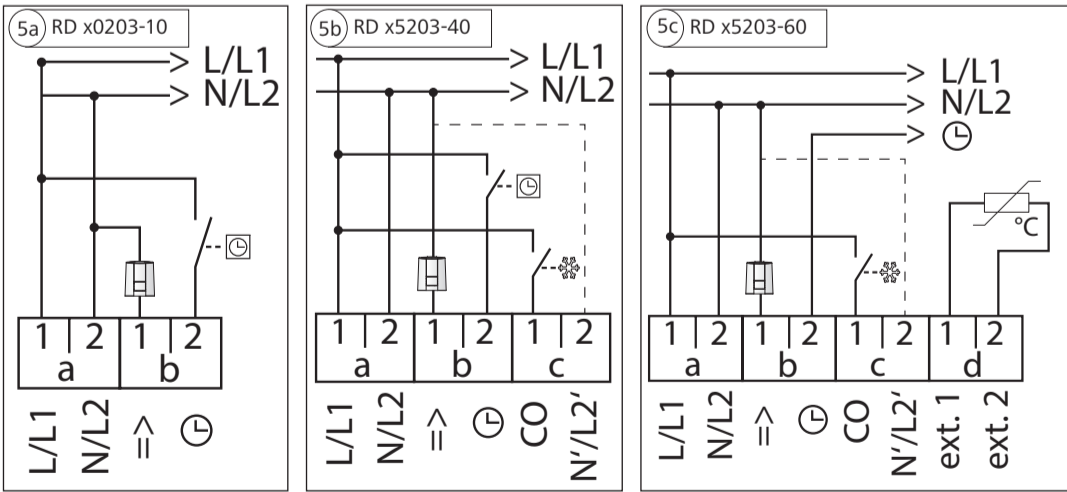 5a RD x0203-10
L/L1
N/L2
1 2 1 2
a b
L/L1 N/L2 => 
5b RD x5203-40
L/L1
N/L2
1 2 1 2 1 2
a b c
L/L1 N/L2 => CO N'/L2'
5c RD x5203-60
L/L1
N/L2
°C
1 2 1 2 1 2 1 2
a b c d
L/L1 N/L2 => CO N'/L2' ext. 1 ext. 2